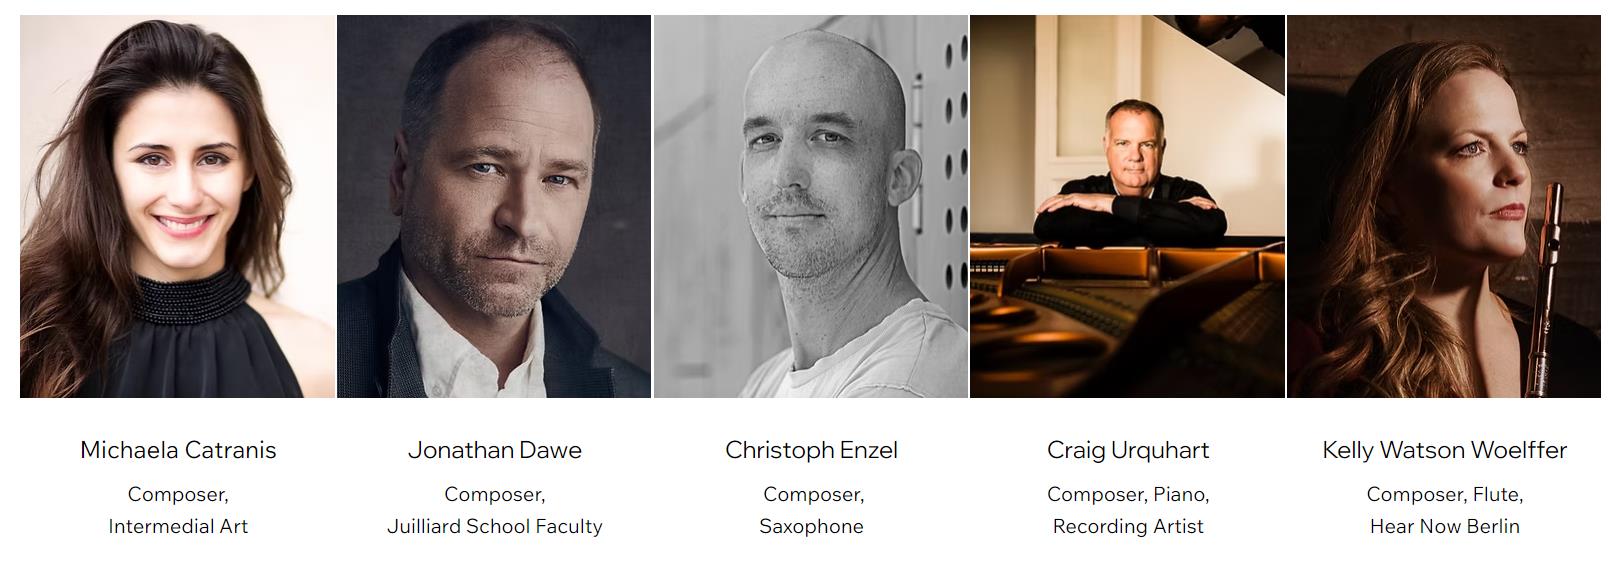 Michaela Catranis
Composer,
Intermedial Art
Jonathan Dawe
Composer,
Juilliard School Faculty
Christoph Enzel
Composer,
Saxophone
Craig Urquhart
Composer, Piano,
Recording Artist
Kelly Watson Woelffer
Composer, Flute,
Hear Now Berlin